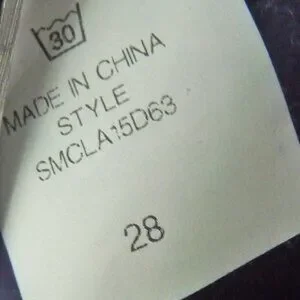 30
MADE IN CHINA
STYLE
SMCLA15D63
28